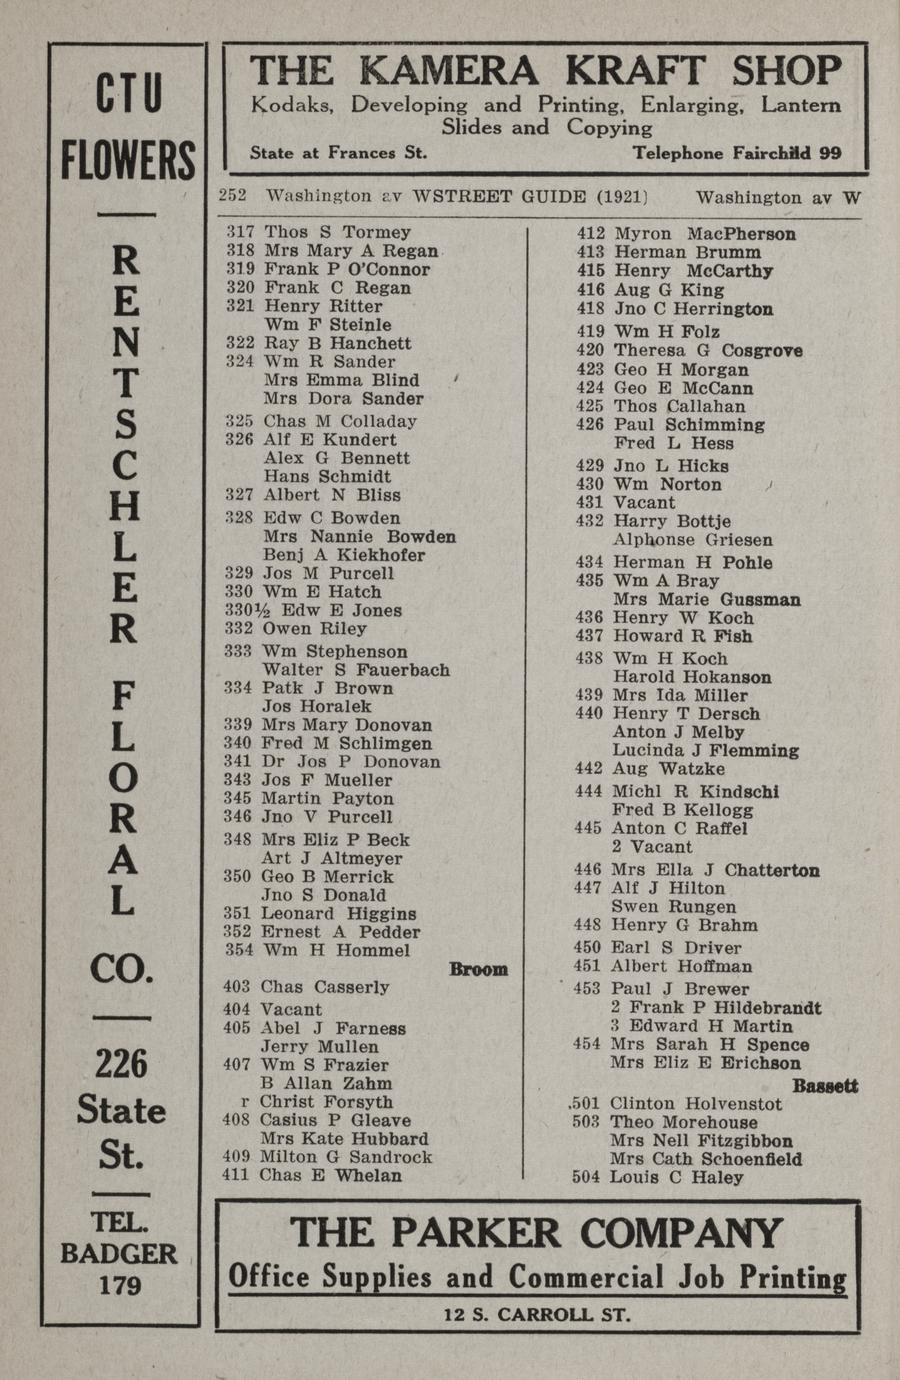 CTU
FLOWERS
RENTSCHLER
FLORAL
CO.
226
State
St.
TEL.
BADGER
179
THE KAMERA KRAFT SHOP
Kodaks, Developing and Printing, Enlarging, Lantern
Slides and Copying
State at Frances St. Telephone Fairchild 99
252 Washington av WSTREET GUIDE (1921) Washington av W
317 Thos S Tormey
318 Mrs Mary A Regan
319 Frank P O'Connor
320 Frank C Regan
321 Henry Ritter
Wm F Steinle
322 Ray B Hanchett
324 Wm R Sander
Mrs Emma Blind
Mrs Dora Sander
325 Chas M Colladay
326 Alf E Kundert
Alex G Bennett
Hans Schmidt
327 Albert N Bliss
328 Edw C Bowden
Mrs Nannie Bowden
Benj A Kiekhofer
329 Jos M Purcell
330 Wm E Hatch
330½ Edw E Jones
332 Owen Riley
333 Wm Stephenson
Walter S Fauerbach
334 Patk J Brown
Jos Horalek
339 Mrs Mary Donovan
340 Fred M Schlimgen
341 Dr Jos P Donovan
343 Jos F Mueller
345 Martin Payton
346 Jno V Purcell
348 Mrs Eliz P Beck
Art J Altmeyer
350 Geo B Merrick
Jno S Donald
351 Leonard Higgins
352 Ernest A Pedder
354 Wm H Hommel
Broom
403 Chas Casserly
404 Vacant
405 Abel J Farness
Jerry Mullen
407 Wm S Frazier
B Allan Zahm
r Christ Forsyth
408 Casius P Gleave
Mrs Kate Hubbard
409 Milton G Sandrock
411 Chas E Whelan
412 Myron MacPherson
413 Herman Brumm
415 Henry McCarthy
416 Aug G King
418 Jno C Herrington
419 Wm H Folz
420 Theresa G Cosgrove
423 Geo H Morgan
424 Geo E McCann
425 Thos Callahan
426 Paul Schimming
Fred L Hess
429 Jno L Hicks
430 Wm Norton
431 Vacant
432 Harry Bottje
Alphonse Griesen
434 Herman H Pohle
435 Wm A Bray
Mrs Marie Gussman
436 Henry W Koch
437 Howard R Fish
438 Wm H Koch
Harold Hokanson
439 Mrs Ida Miller
440 Henry T Dersch
Anton J Melby
Lucinda J Flemming
442 Aug Watzke
444 Michl R Kindschi
Fred B Kellogg
445 Anton C Raffel
2 Vacant
446 Mrs Ella J Chatterton
447 Alf J Hilton
Swen Rungen
448 Henry G Brahm
450 Earl S Driver
451 Albert Hoffman
453 Paul J Brewer
2 Frank P Hildebrandt
3 Edward H Martin
454 Mrs Sarah H Spence
Mrs Eliz E Erichson
Bassett
501 Clinton Holvenstot
503 Theo Morehouse
Mrs Nell Fitzgibbon
Mrs Cath Schoenfield
504 Louis C Haley
THE PARKER COMPANY
Office Supplies and Commercial Job Printing
12 S. CARROLL ST.